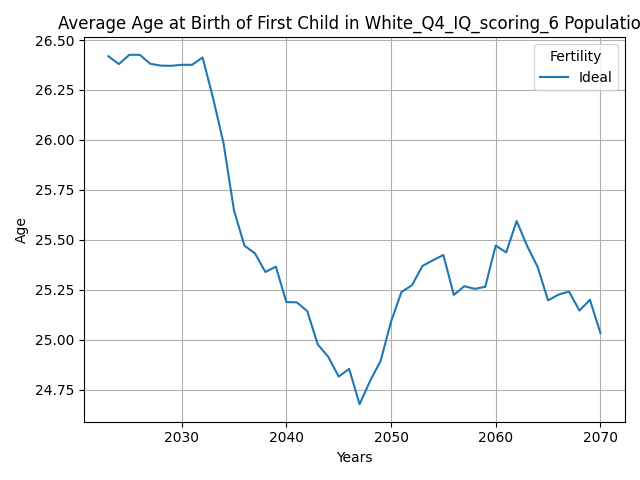 Average Age at Birth of First Child in White_Q4_IQ_scoring_6 Populatio
26.50
26.25
26.00
25.75
25.50
25.25
25.00
24.75
Age
Fertility
Ideal
2030 2040 2050 2060 2070
Years